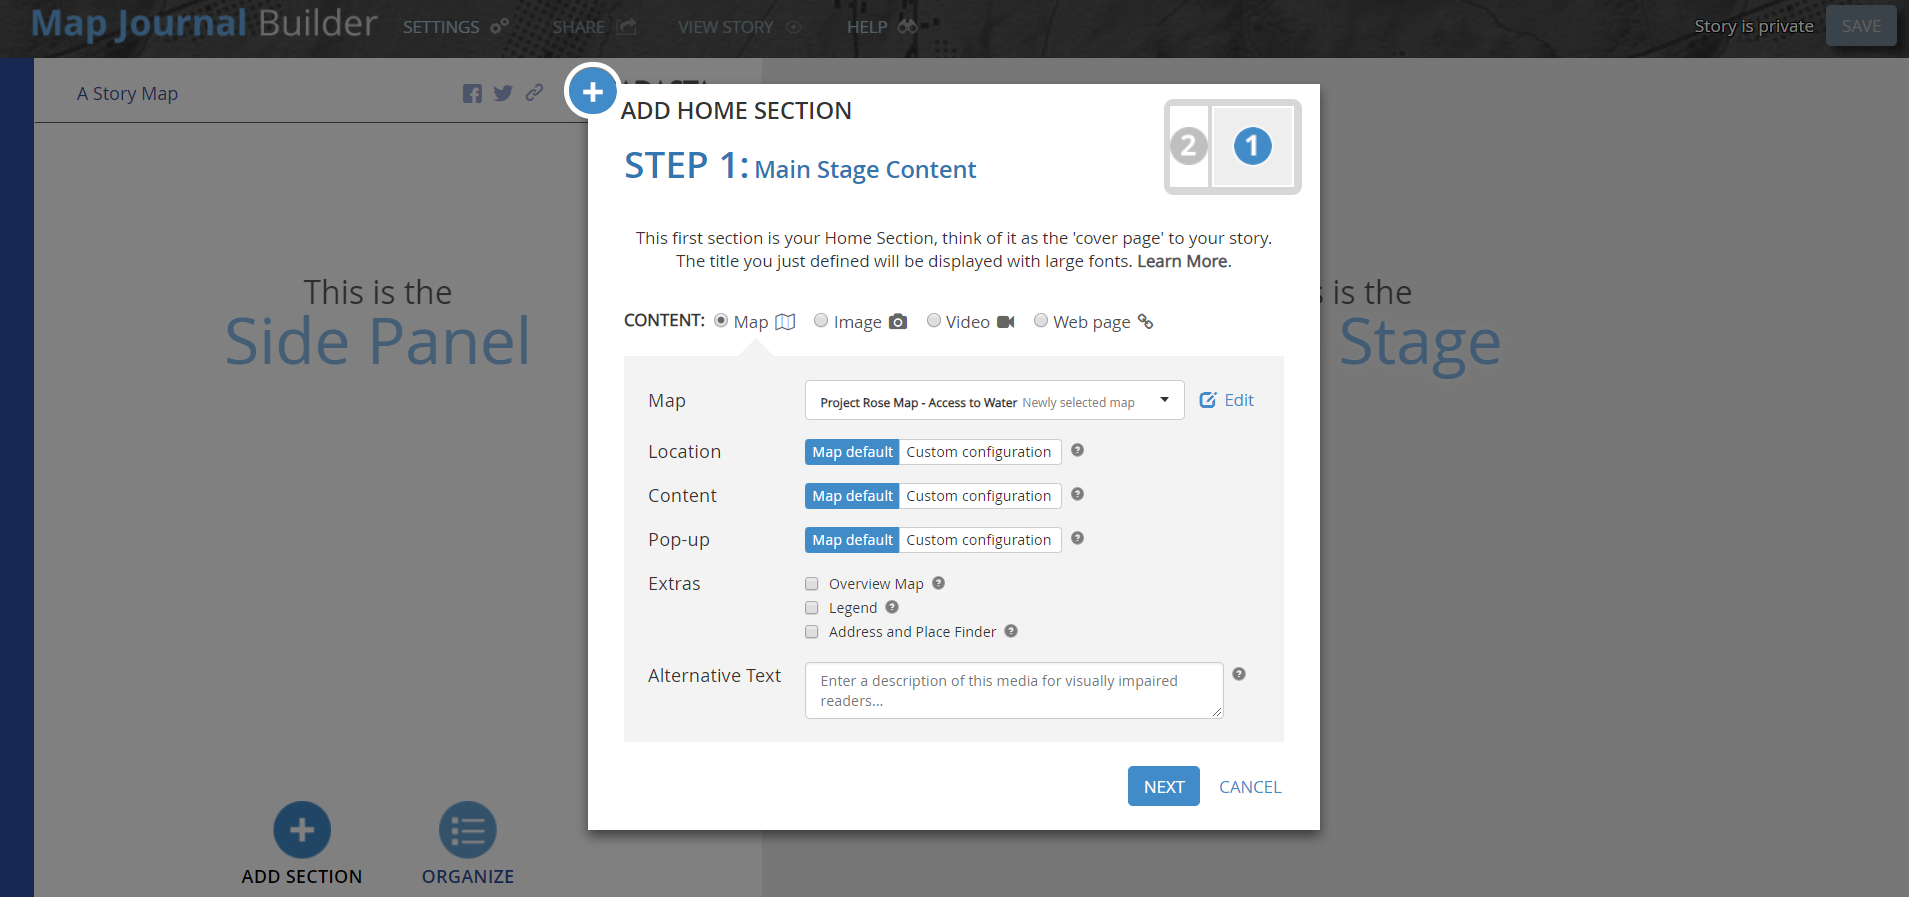 Map Journal Builder SETTINGS SHARE VIEW STORY HELP Story is private SAVE
A Story Map
ADD HOME SECTION
2 1
STEP 1: Main Stage Content
This first section is your Home Section, think of it as the 'cover page' to your story.
The title you just defined will be displayed with large fonts. Learn More.
This is the
Side Panel
is the
Stage
CONTENT: Map Image Video Web page
Map Project Rose Map - Access to Water Newly selected map Edit
Location Map default Custom configuration ?
Content Map default Custom configuration ?
Pop-up Map default Custom configuration ?
Extras Overview Map ?
Legend ?
Address and Place Finder ?
Alternative Text Enter a description of this media for visually impaired ?
readers...
NEXT CANCEL
ADD SECTION ORGANIZE